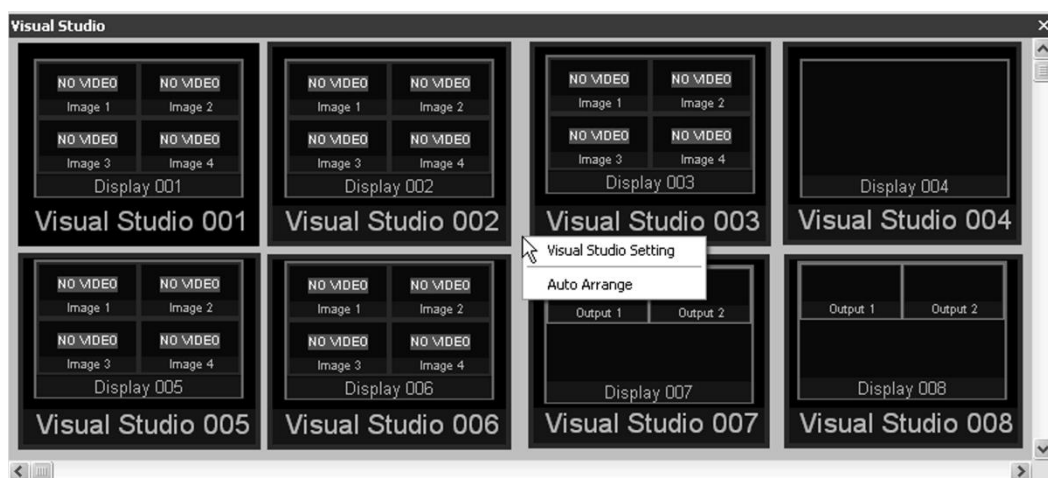 Visual Studio
NO VIDEO NO VIDEO
Image 1 Image 2
NO VIDEO NO VIDEO
Image 3 Image 4
Display 001
Visual Studio 001
NO VIDEO NO VIDEO
Image 1 Image 2
NO VIDEO NO VIDEO
Image 3 Image 4
Display 002
Visual Studio 002
NO VIDEO NO VIDEO
Image 1 Image 2
NO VIDEO NO VIDEO
Image 3 Image 4
Display 003
Visual Studio 003
Display 004
Visual Studio 004
Visual Studio Setting
Auto Arrange
NO VIDEO NO VIDEO
Image 1 Image 2
NO VIDEO NO VIDEO
Image 3 Image 4
Display 005
Visual Studio 005
NO VIDEO NO VIDEO
Image 1 Image 2
NO VIDEO NO VIDEO
Image 3 Image 4
Display 006
Visual Studio 006
Output 1 Output 2
Display 007
Visual Studio 007
Output 1 Output 2
Display 008
Visual Studio 008